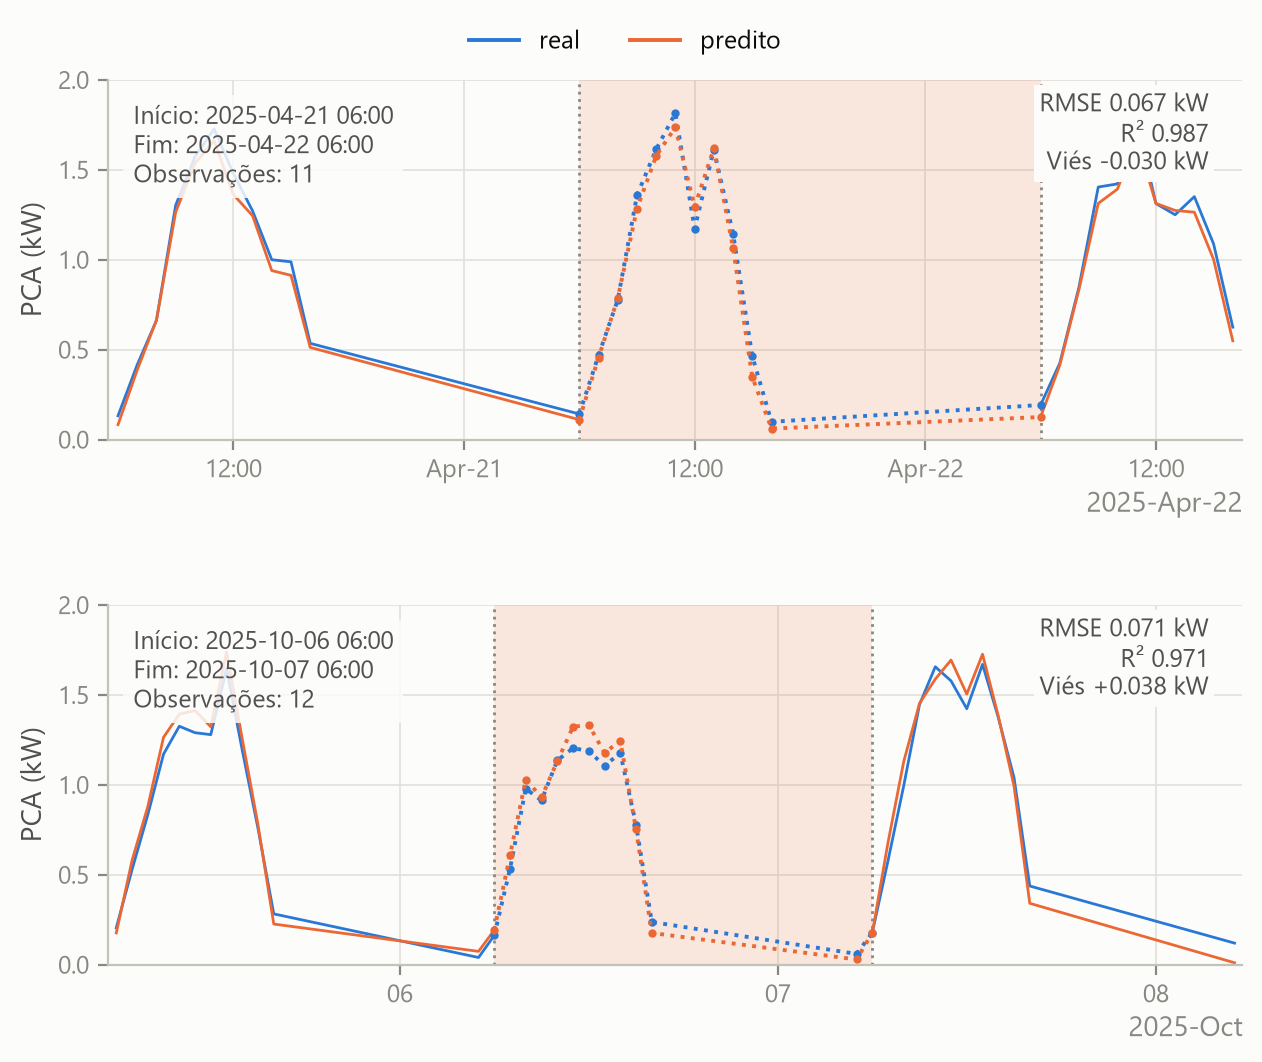 real predito
2.0
1.5
1.0
0.5
0.0
PCA (kW)
Início: 2025-04-21 06:00
Fim: 2025-04-22 06:00
Observações: 11
RMSE 0.067 kW
R² 0.987
Viés -0.030 kW
12:00 Apr-21 12:00 Apr-22 12:00
2025-Apr-22
2.0
1.5
1.0
0.5
0.0
PCA (kW)
Início: 2025-10-06 06:00
Fim: 2025-10-07 06:00
Observações: 12
RMSE 0.071 kW
R² 0.971
Viés +0.038 kW
06 07 08
2025-Oct